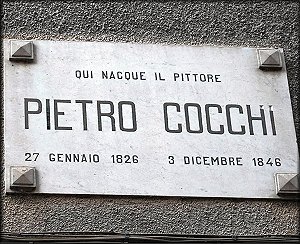 QUI NACQUE IL PITTORE
PIETRO COCCHI
27 GENNAIO 1826 3 DICEMBRE 1846